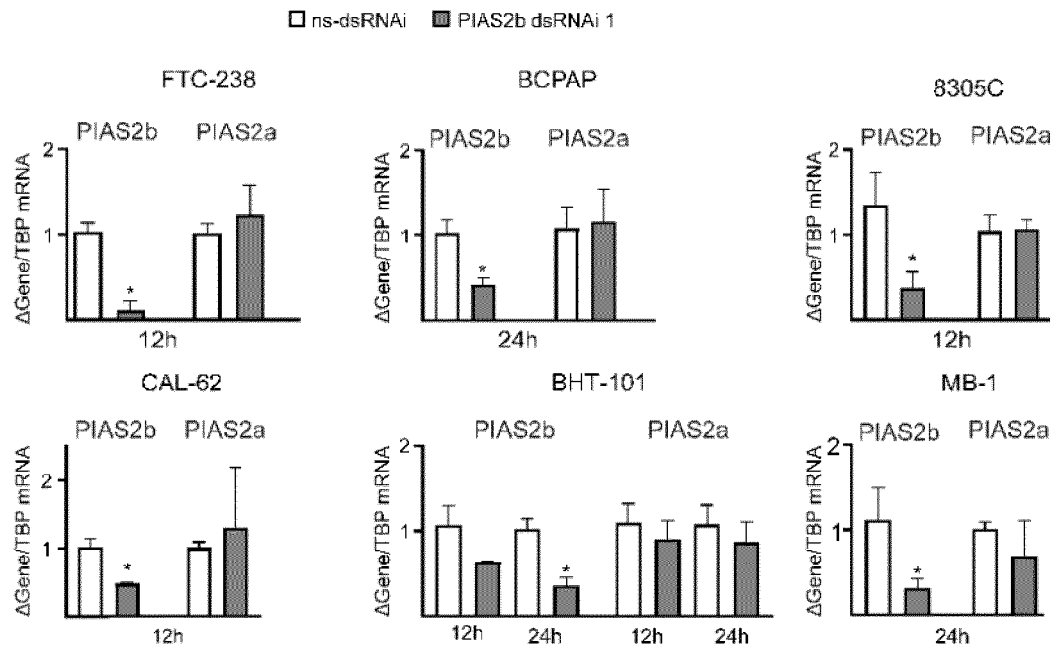 ns-dsRNAi PIAS2b dsRNAi 1
FTC-238
PIAS2b PIAS2a
ΔGene/TBP mRNA
2
1
*
12h
BCPAP
PIAS2b PIAS2a
ΔGene/TBP mRNA
2
1
*
24h
8305C
PIAS2b PIAS2a
ΔGene/TBP mRNA
2
1
*
12h
CAL-62
PIAS2b PIAS2a
ΔGene/TBP mRNA
2
1
*
12h
BHT-101
PIAS2b PIAS2a
ΔGene/TBP mRNA
2
1
*
12h 24h 12h 24h
MB-1
PIAS2b PIAS2a
ΔGene/TBP mRNA
2
1
*
24h